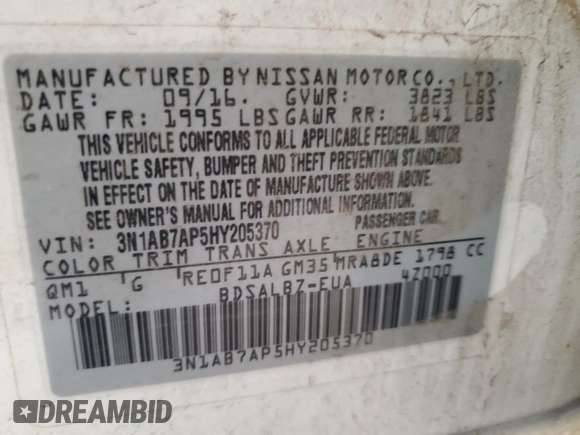 MANUFACTURED BY NISSAN MOTOR CO., LTD.
DATE: 09/16. GVWR: 3823 LBS
GAWR FR: 1995 LBS GAWR RR: 1841 LBS
THIS VEHICLE CONFORMS TO ALL APPLICABLE FEDERAL MOTOR
VEHICLE SAFETY, BUMPER AND THEFT PREVENTION STANDARDS
IN EFFECT ON THE DATE OF MANUFACTURE SHOWN ABOVE.
SEE OWNER'S MANUAL FOR ADDITIONAL INFORMATION.
VIN: 3N1AB7AP5HY205370 PASSENGER CAR.
COLOR TRIM TRANS AXLE ENGINE
QM1 G RE0F11A GM35 MRA8DE 1798 CC
MODEL: BDSALBZ-EUA 4Z000
3N1AB7AP5HY205370
DREAMBID